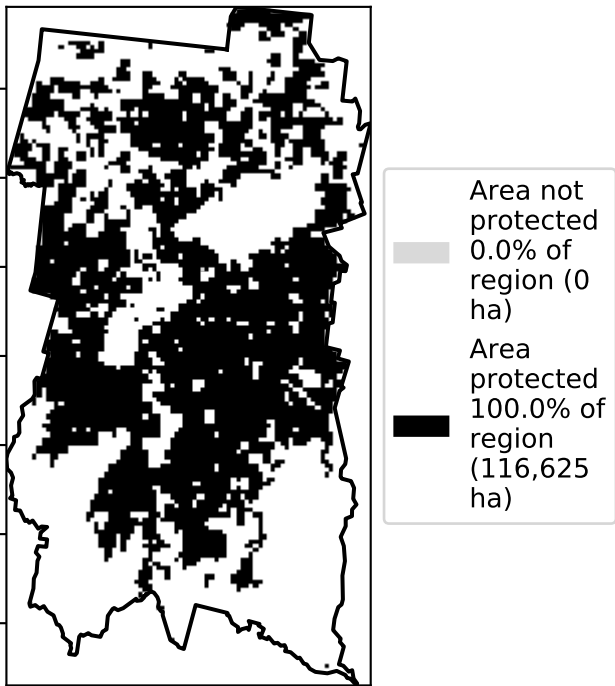 Area not
protected
0.0% of
region (0
ha)
Area
protected
100.0% of
region
(116,625
ha)